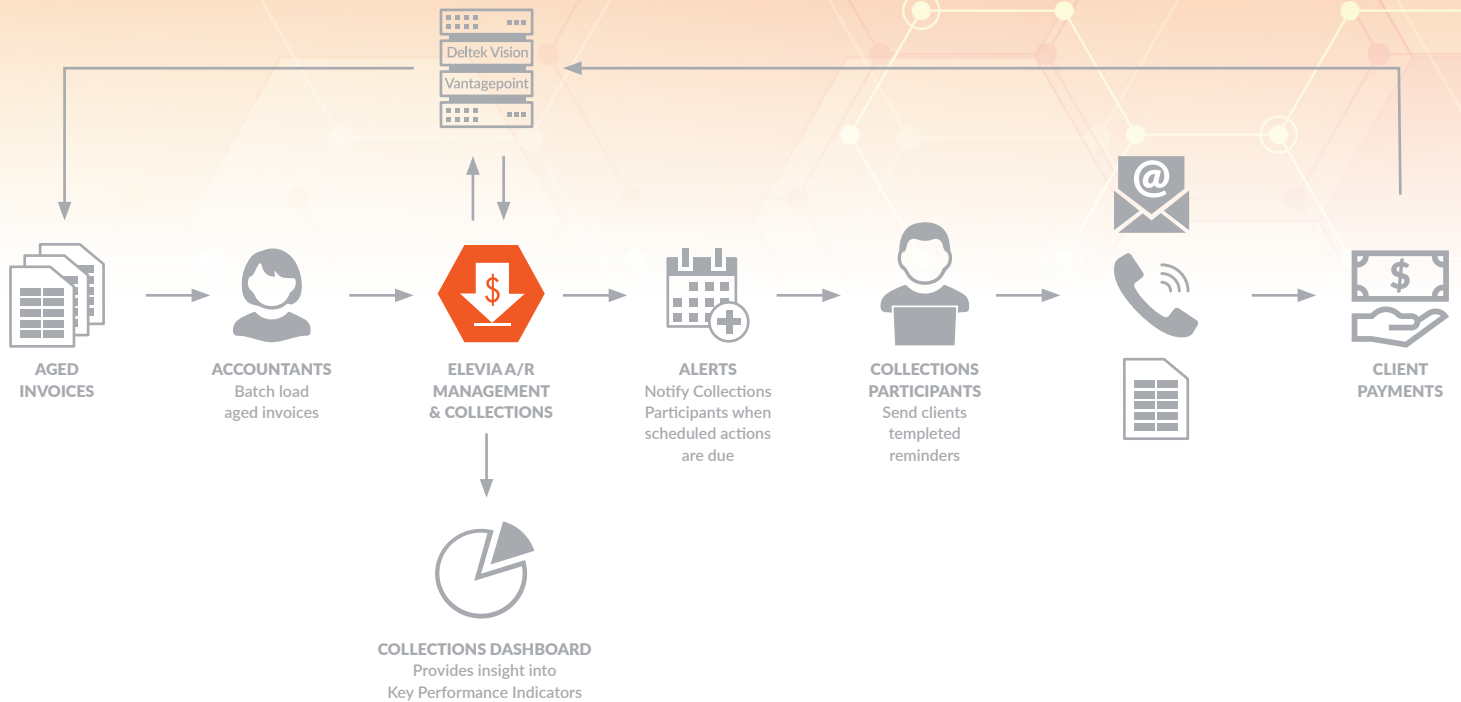 Deltek Vision
Vantagepoint
@
$
$
AGED
INVOICES
ACCOUNTANTS
Batch load
aged invoices
ELEVIA A/R
MANAGEMENT
& COLLECTIONS
ALERTS
Notify Collections
Participants when
scheduled actions
are due
COLLECTIONS
PARTICIPANTS
Send clients
templeted
reminders
CLIENT
PAYMENTS
COLLECTIONS DASHBOARD
Provides insight into
Key Performance Indicators